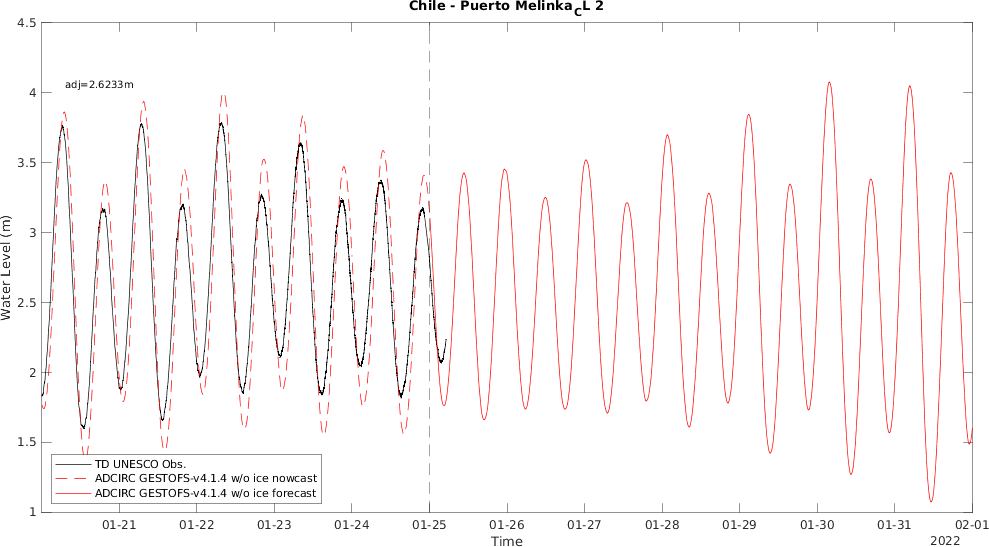 Chile - Puerto Melinka_CL 2
4.5
4
3.5
3
2.5
2
1.5
1
Water Level (m)
adj=2.6233m
TD UNESCO Obs.
ADCIRC GESTOFS-v4.1.4 w/o ice nowcast
ADCIRC GESTOFS-v4.1.4 w/o ice forecast
01-21 01-22 01-23 01-24 01-25 01-26 01-27 01-28 01-29 01-30 01-31 02-01
Time
2022